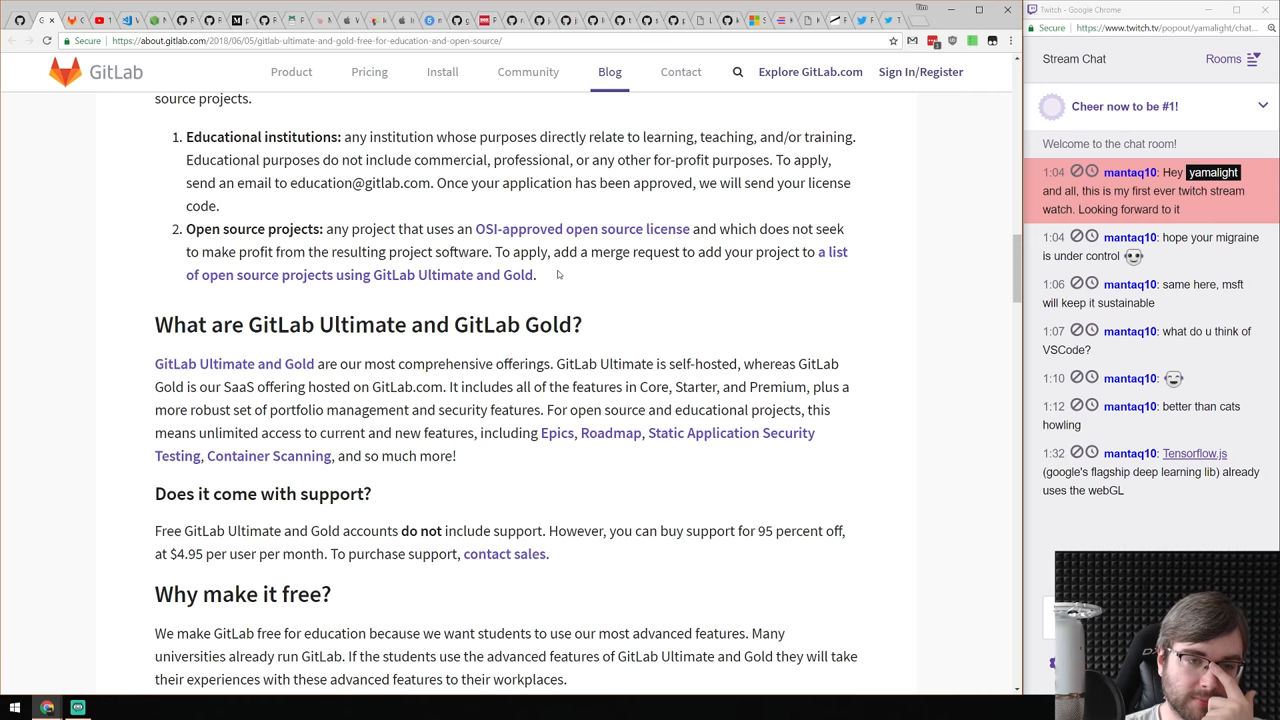 Secure
https://about.gitlab.com/2018/06/05/gitlab-ultimate-and-gold-free-for-education-and-open-source/
GitLab
Product
Pricing
Install
Community
Blog
Contact
Explore GitLab.com
Sign In/Register
source projects.
1. Educational institutions: any institution whose purposes directly relate to learning, teaching, and/or training.
Educational purposes do not include commercial, professional, or any other for-profit purposes. To apply,
send an email to education@gitlab.com. Once your application has been approved, we will send your license
code.
2. Open source projects: any project that uses an OSI-approved open source license and which does not seek
to make profit from the resulting project software. To apply, add a merge request to add your project to a list
of open source projects using GitLab Ultimate and Gold.
What are GitLab Ultimate and GitLab Gold?
GitLab Ultimate and Gold are our most comprehensive offerings. GitLab Ultimate is self-hosted, whereas GitLab
Gold is our SaaS offering hosted on GitLab.com. It includes all of the features in Core, Starter, and Premium, plus a
more robust set of portfolio management and security features. For open source and educational projects, this
means unlimited access to current and new features, including Epics, Roadmap, Static Application Security
Testing, Container Scanning, and so much more!
Does it come with support?
Free GitLab Ultimate and Gold accounts do not include support. However, you can buy support for 95 percent off,
at $4.95 per user per month. To purchase support, contact sales.
Why make it free?
We make GitLab free for education because we want students to use our most advanced features. Many
universities already run GitLab. If the students use the advanced features of GitLab Ultimate and Gold they will take
their experiences with these advanced features to their workplaces.
Twitch - Google Chrome
Secure
https://www.twitch.tv/popout/yamalight/chat...
Stream Chat
Rooms
Cheer now to be #1!
Welcome to the chat room!
1:04 mantaq10: Hey yamalight
and all, this is my first ever twitch stream
watch. Looking forward to it
1:04 mantaq10: hope your migraine
is under control
1:06 mantaq10: same here, msft
will keep it sustainable
1:07 mantaq10: what do u think of
VSCode?
1:10 mantaq10:
1:12 mantaq10: better than cats
howling
1:32 mantaq10: Tensorflow.js
(google's flagship deep learning lib) already
uses the webGL